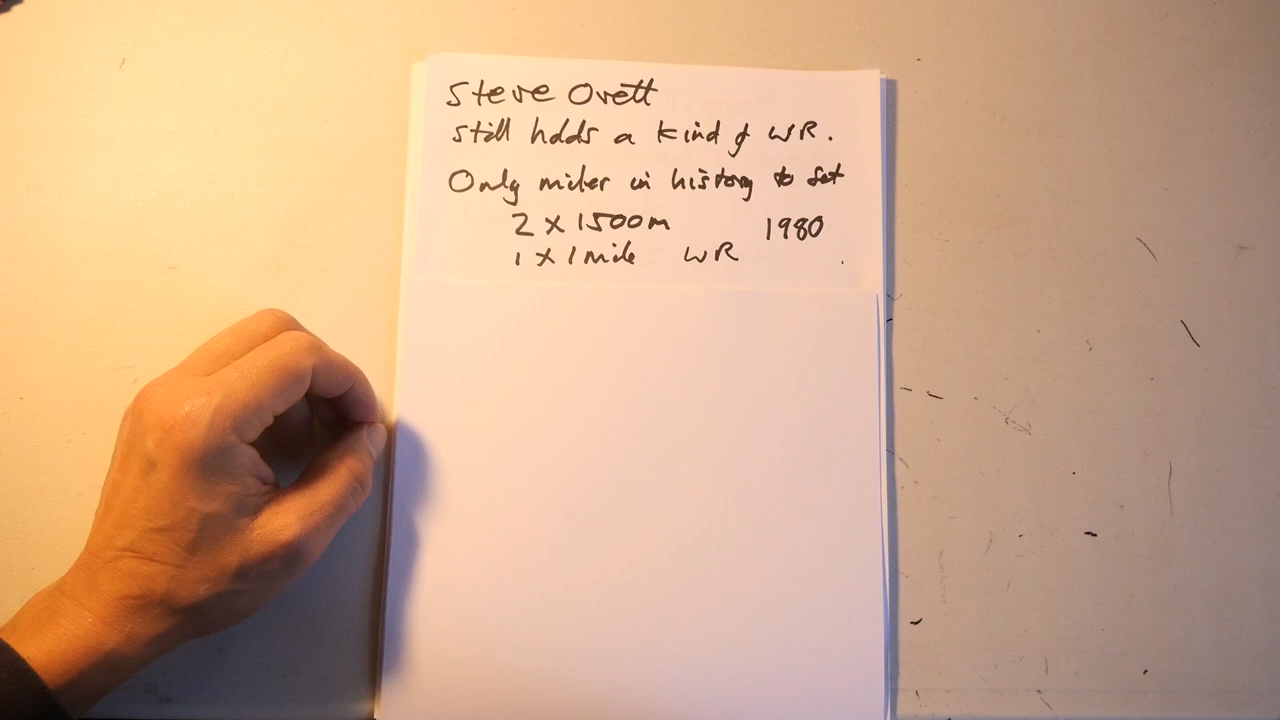 Steve Ovett
still holds a kind of WR.
Only miler in history to set
2 x 1500m 1980
1 x 1 mile WR